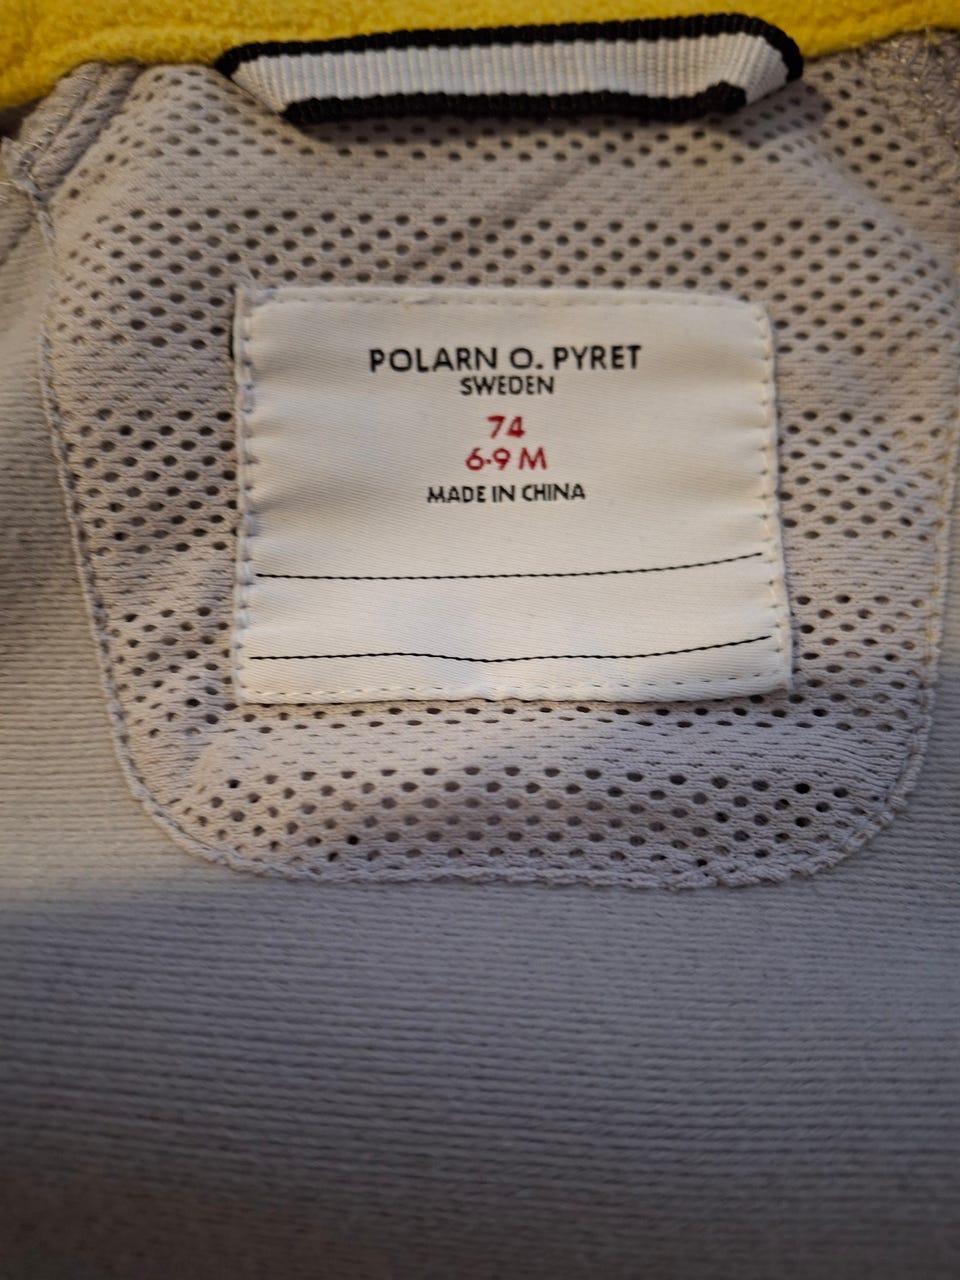 POLARN O. PYRET
SWEDEN
74
6-9 M
MADE IN CHINA